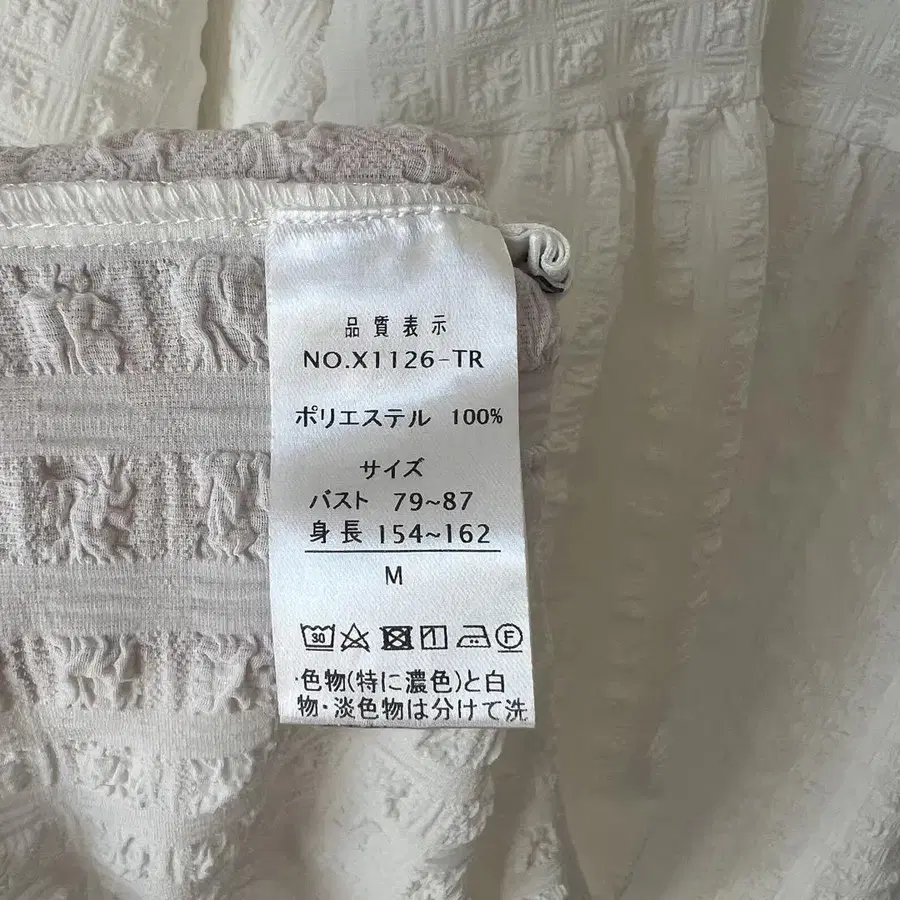 品質表示
NO.X1126-TR
ポリエステル 100%
サイズ
バスト 79~87
身長 154~162
M
30 1 F
・色物(特に濃色)と白
物・淡色物は分けて洗